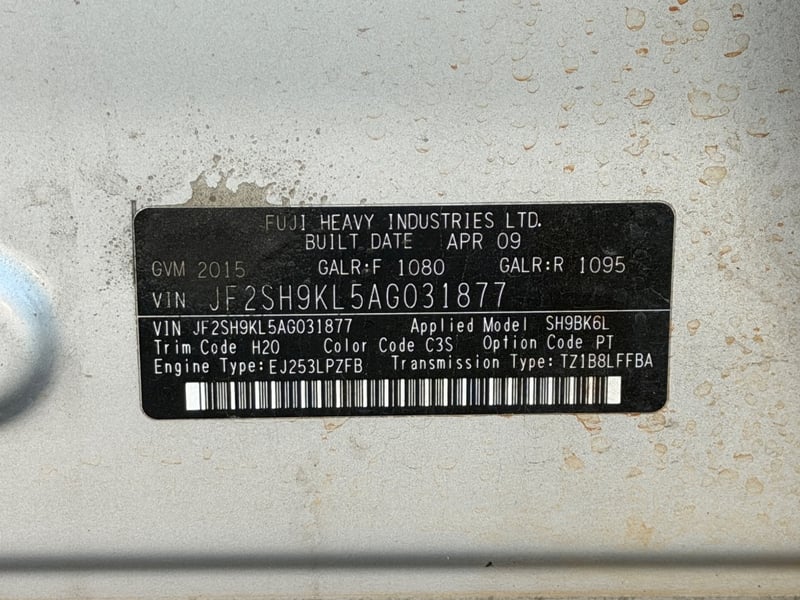 FUJI HEAVY INDUSTRIES LTD.
BUILT DATE APR 09
GVM 2015 GALR:F 1080 GALR:R 1095
VIN JF2SH9KL5AG031877
VIN JF2SH9KL5AG031877 Applied Model SH9BK6L
Trim Code H20 Color Code C3S Option Code PT
Engine Type: EJ253LPZFB Transmission Type: TZ1B8LFFBA